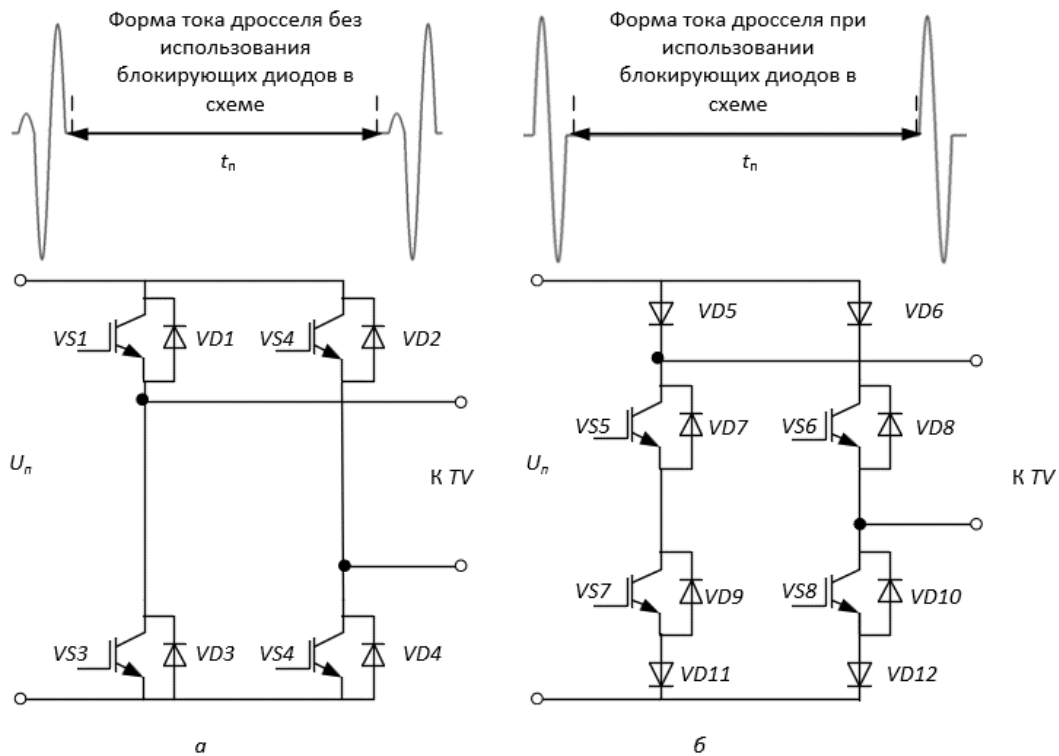 Форма тока дросселя без
использования
блокирующих диодов в
схеме
tп
Форма тока дросселя при
использовании
блокирующих диодов в
схеме
tп
VS1
VD1
VS4
VD2
Uп
К TV
VS3
VD3
VS4
VD4
а
VD5
VD6
VS5
VD7
VS6
VD8
Uп
К TV
VS7
VD9
VS8
VD10
VD11
VD12
б